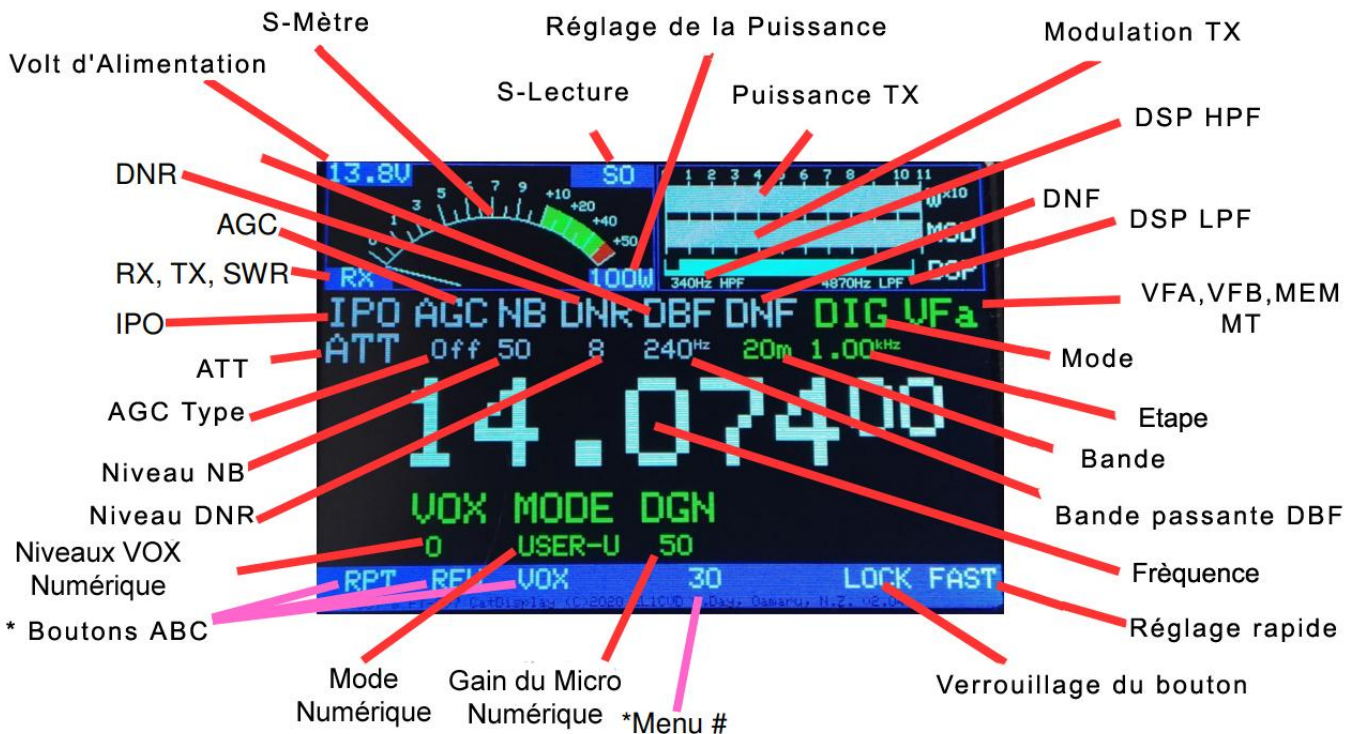 S-Mètre
Réglage de la Puissance
Modulation TX
Volt d'Alimentation
S-Lecture
Puissance TX
DSP HPF
DNR
DNF
AGC
DSP LPF
RX, TX, SWR
VFA,VFB,MEM
MT
IPO
ATT
Mode
AGC Type
Etape
Niveau NB
Bande
Niveau DNR
Bande passante DBF
Niveaux VOX
Numérique
Frèquence
* Boutons ABC
Réglage rapide
Mode
Numérique
Gain du Micro
Numérique
*Menu #
Verrouillage du bouton
13.8V
S0
1 3 5 7 9 +10 +20 +40 +50
RX
100W
1 2 3 4 5 6 7 8 9 10 11
W x10
MOD
DSP
340Hz HPF
4870Hz LPF
IPO AGC NB DNR DBF DNF DIG VFa
ATT Off 50 8 240Hz 20m 1.00kHz
14.07400
VOX MODE DGN
0 USER-U 50
RPT REV VOX 30 LOCK FAST
CatDisplay (C)2020 Day, Oamaru, N.Z.